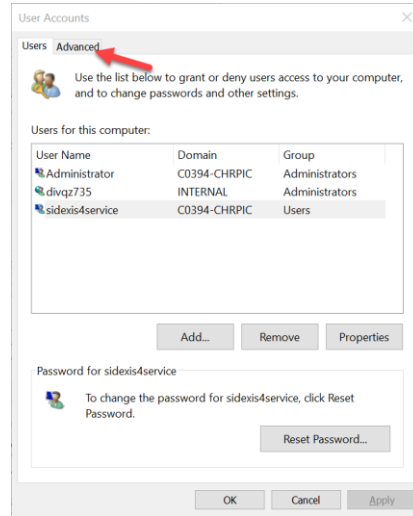 User Accounts
Users Advanced
Use the list below to grant or deny users access to your computer,
and to change passwords and other settings.
Users for this computer:
User Name Domain Group
Administrator C0394-CHRPIC Administrators
divqz735 INTERNAL Administrators
sidexis4service C0394-CHRPIC Users
Add... Remove Properties
Password for sidexis4service
To change the password for sidexis4service, click Reset
Password.
Reset Password...
OK Cancel Apply